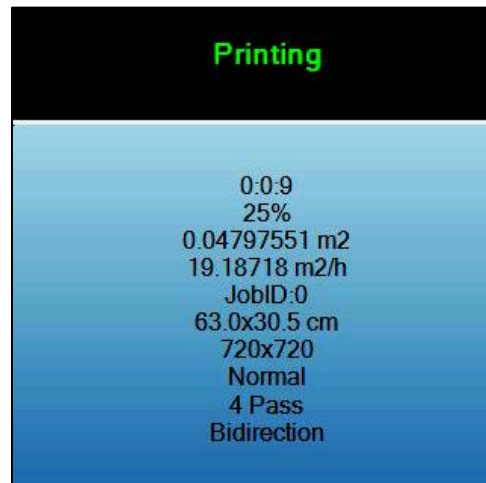 Printing
0:0:9
25%
0.04797551 m2
19.18718 m2/h
JobID:0
63.0x30.5 cm
720x720
Normal
4 Pass
Bidirection